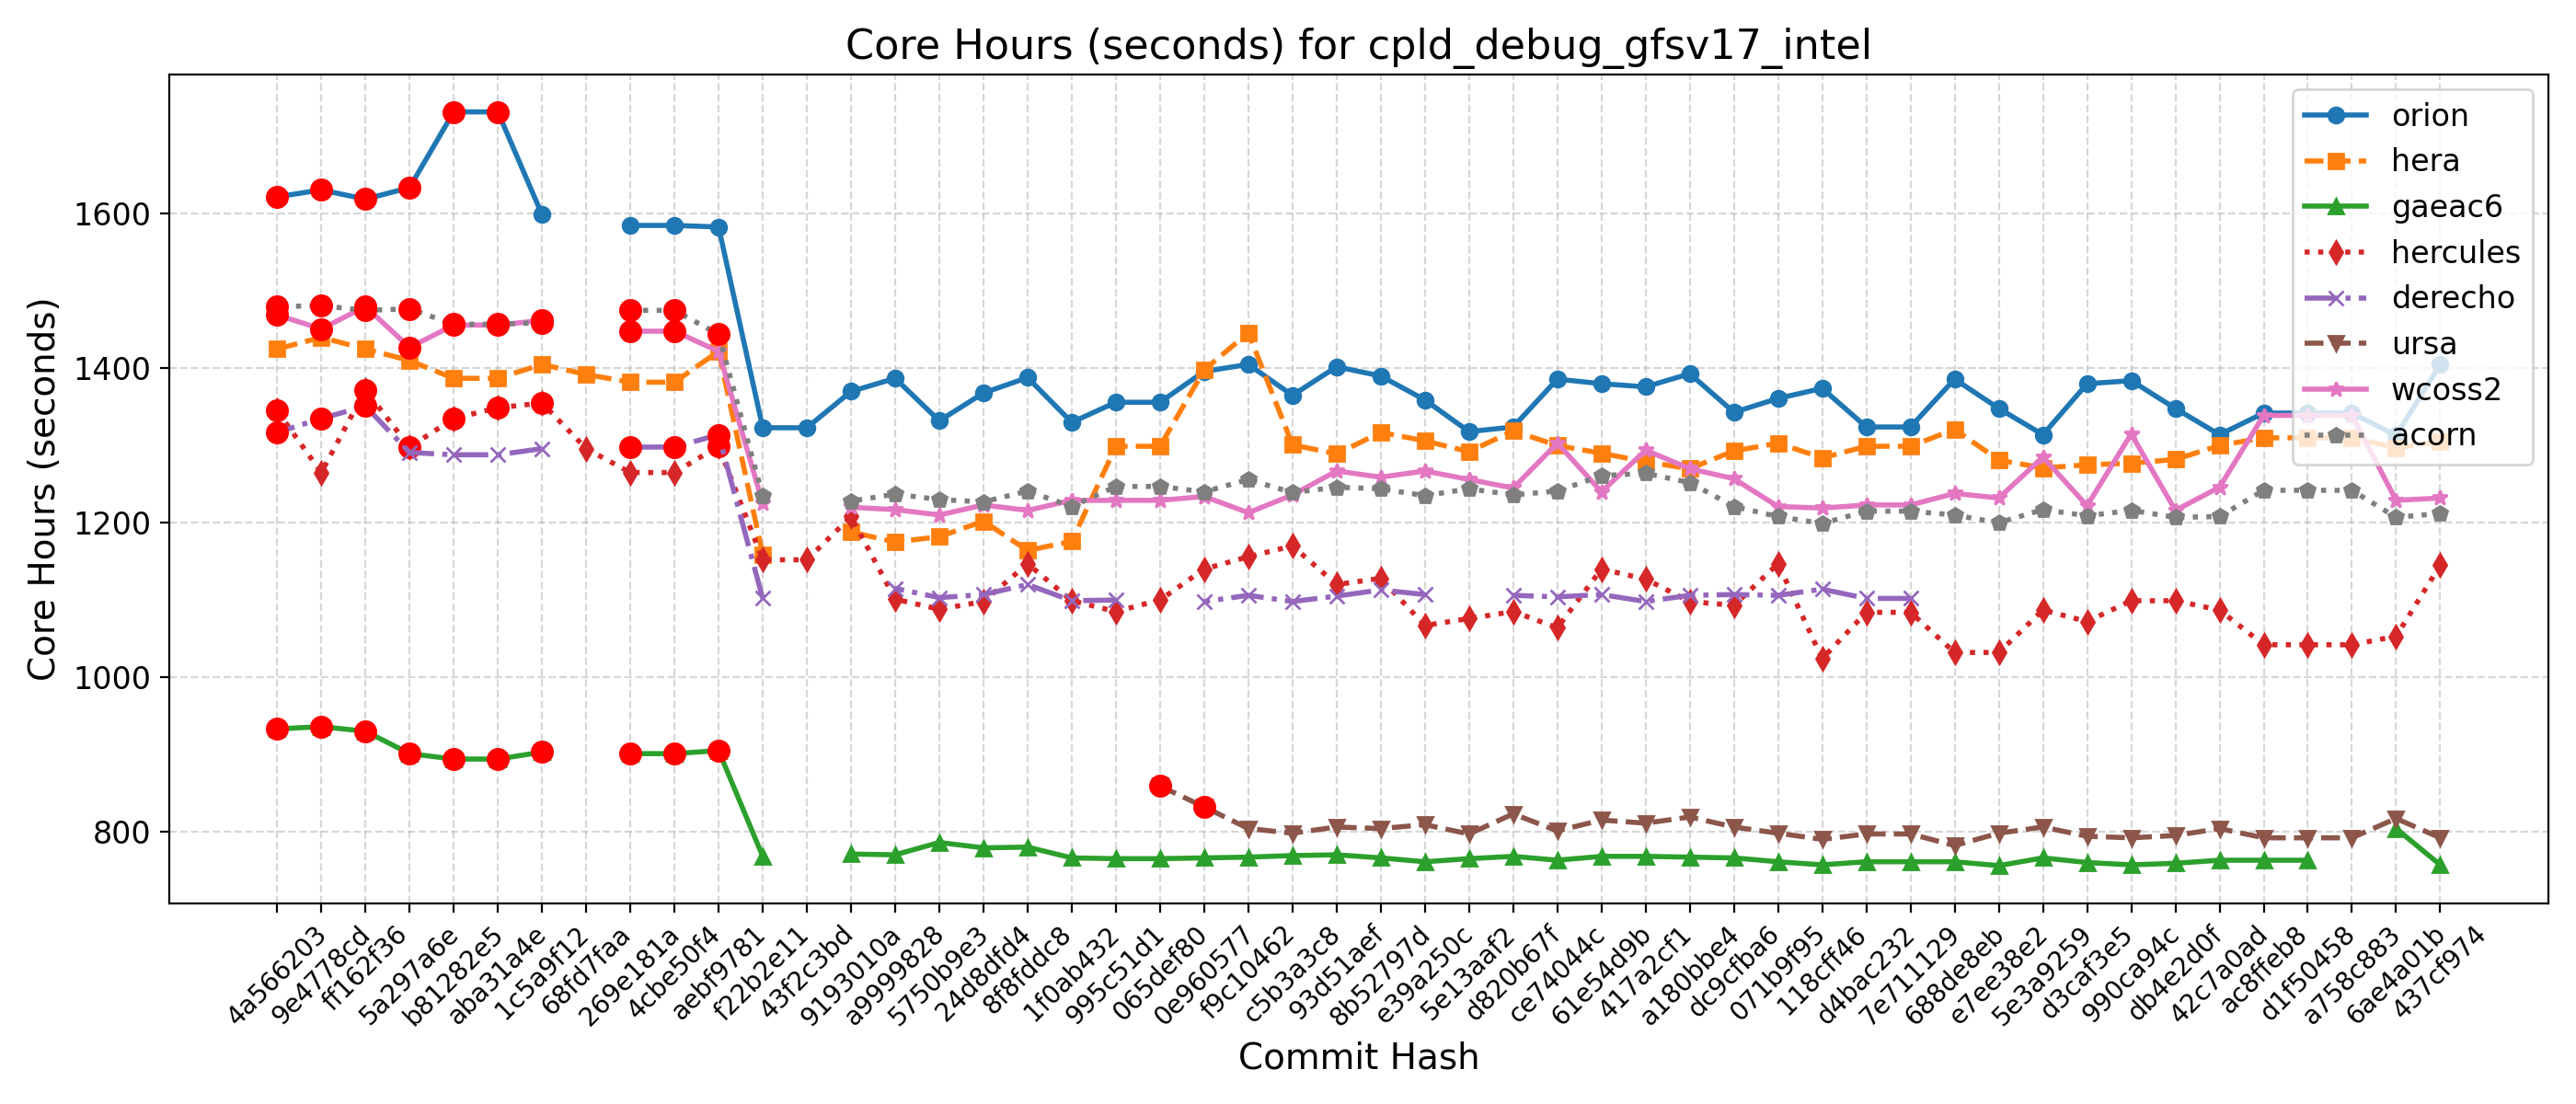 Core Hours (seconds) for cpld_debug_gfsv17_intel
Core Hours (seconds)
1600
1400
1200
1000
800
orion
hera
gaeac6
hercules
derecho
ursa
wcoss2
acorn
4a566203
9e4778cd
ff162f36
5a297a6e
b81282e5
aba31a4e
1c5a9f12
68fd7faa
269e181a
4cbe50f4
aebf9781
f22b2e11
43f2c3bd
9193010a
a9999828
5750b9e3
24d8dfd4
8f8fddc8
1f0ab432
995c51d1
065def80
0e960577
f9c10462
c5b3a3c8
93d51aef
8b52797d
e39a250c
5e13aaf2
d820b67f
ce74044c
61e54d9b
417a2cf1
a180bbe4
dc9cfba6
071b9f95
118cff46
d4bac232
7e711129
688de8eb
e7ee38e2
5e3a9259
d3caf3e5
990ca94c
db4e2d0f
42c7a0ad
ac8ffeb8
d1f50458
a758c883
6ae4a01b
437cf974
Commit Hash